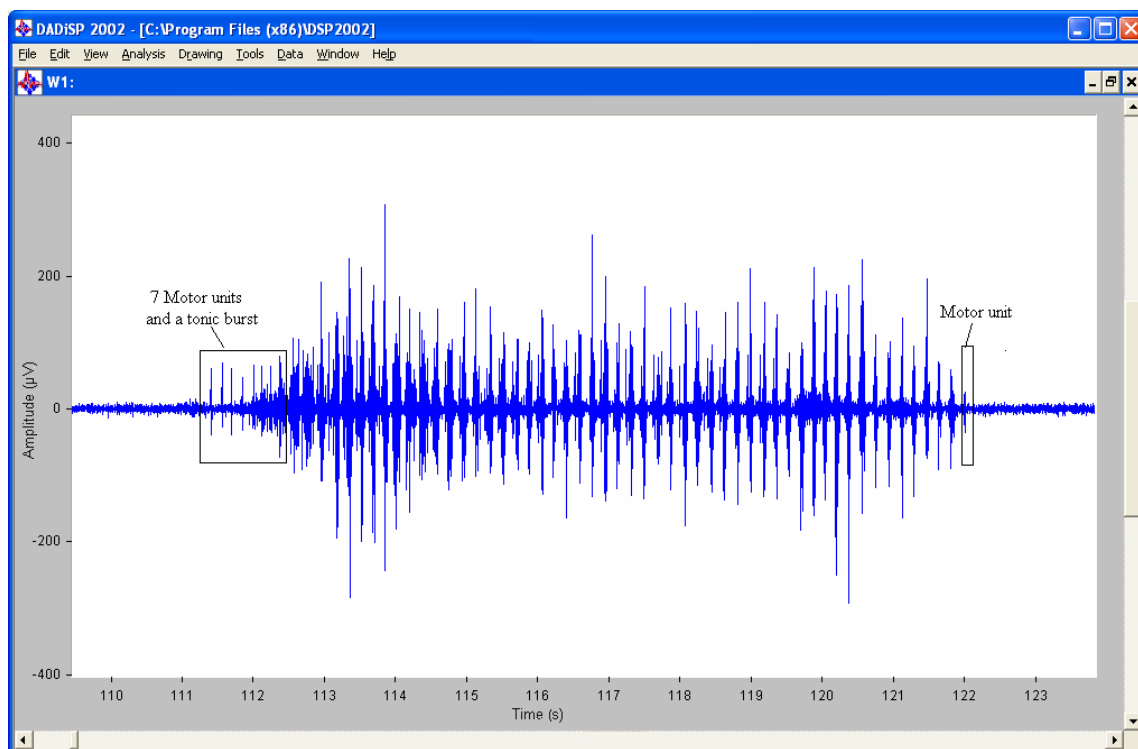 DADiSP 2002 - [C:\Program Files (x86)\DSP2002]
File Edit View Analysis Drawing Tools Data Window Help
W1:
400
200
0
-200
-400
Amplitude (µV)
7 Motor units
and a tonic burst
Motor unit
110 111 112 113 114 115 116 117 118 119 120 121 122 123
Time (s)